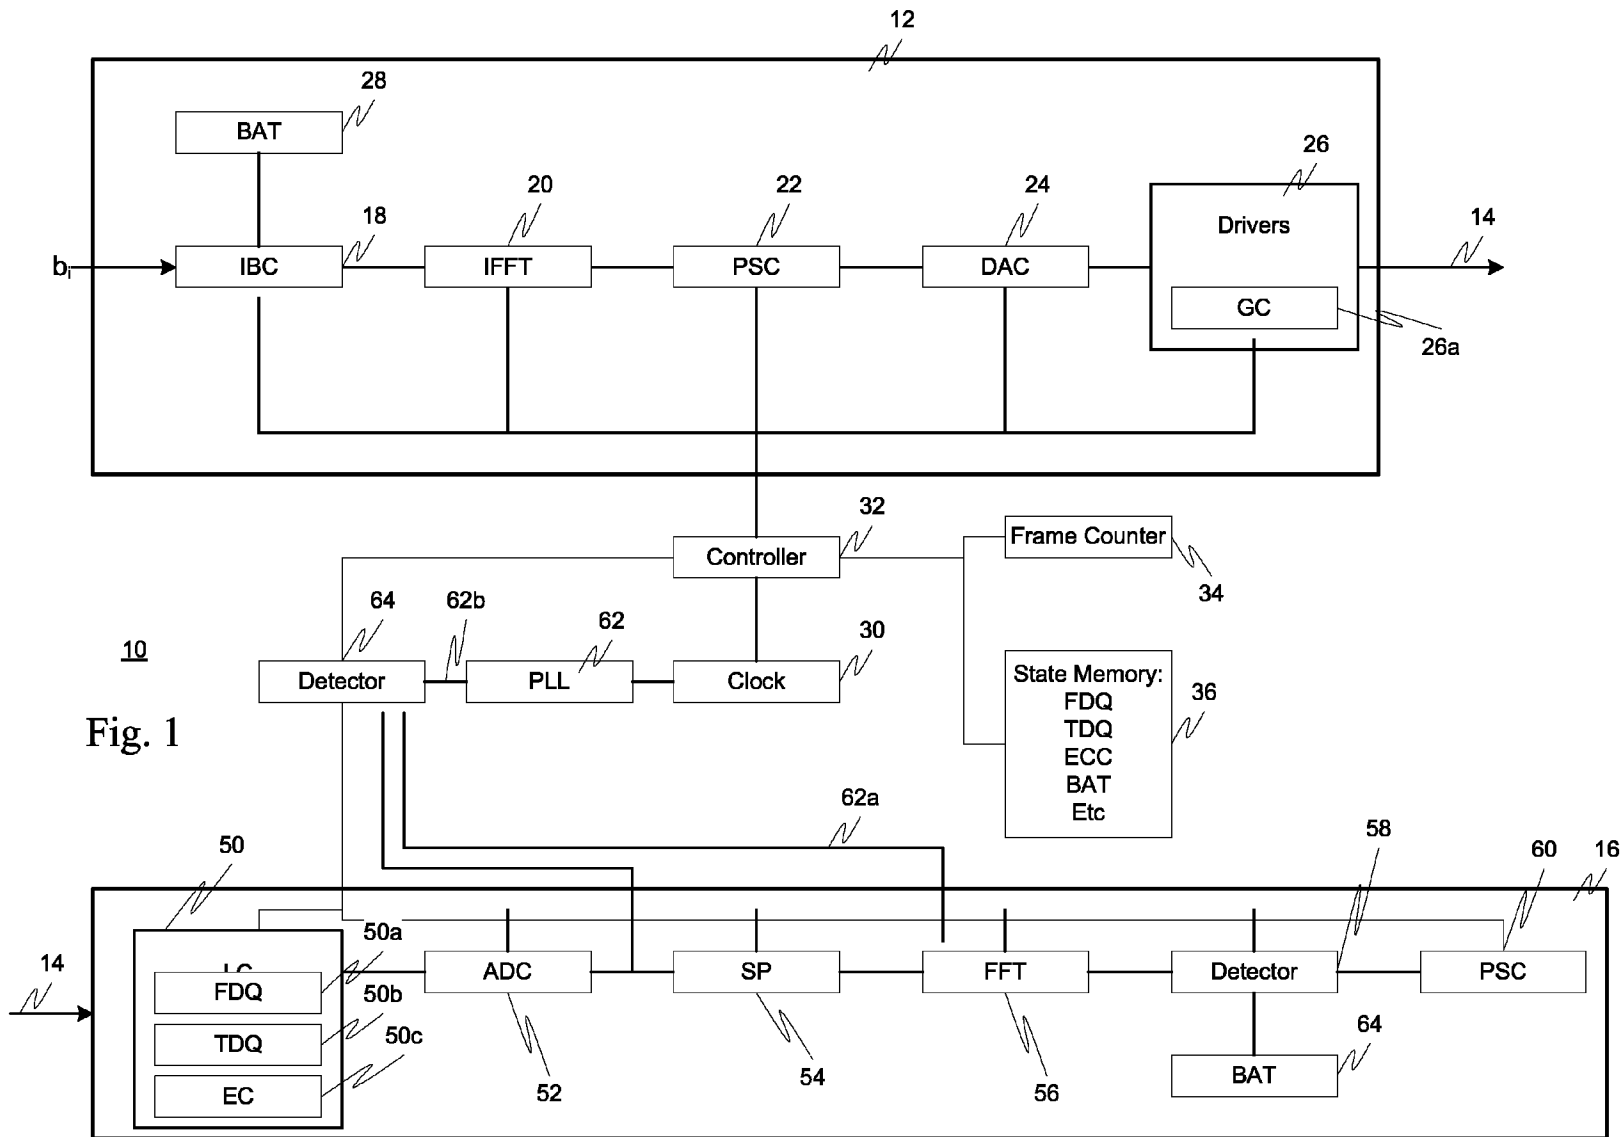 12
28
BAT
26
20
22
24
18
Drivers
14
bi
IBC
IFFT
PSC
DAC
GC
26a
32
Frame Counter
Controller
34
64
62b
62
30
10
Detector
PLL
Clock
State Memory:
FDQ
TDQ
ECC
BAT
Etc
36
Fig. 1
62a
50
58
60
16
50a
14
FDQ
ADC
SP
FFT
Detector
PSC
50b
TDQ
50c
64
EC
52
54
56
BAT